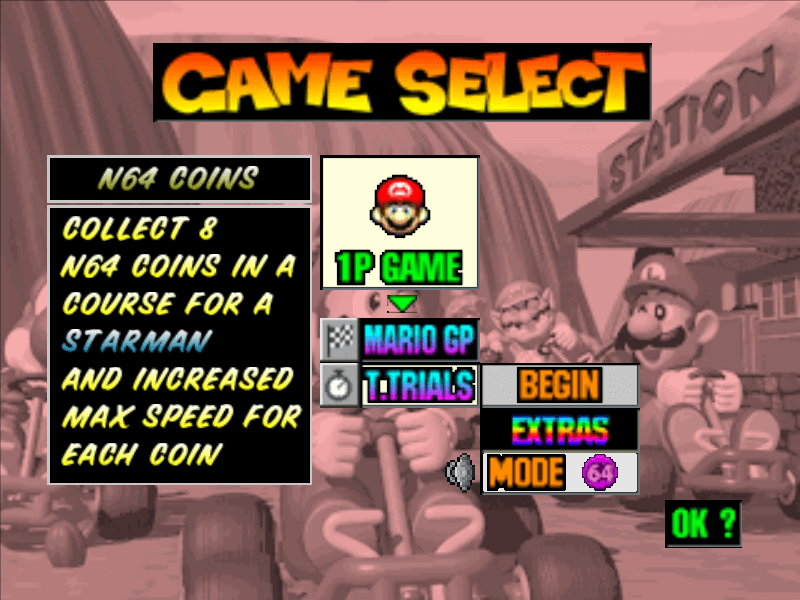 GAME SELECT
STATION
N64 COINS
COLLECT 8
N64 COINS IN A
COURSE FOR A
STARMAN
AND INCREASED
MAX SPEED FOR
EACH COIN
1P GAME
MARIO GP
T.TRIALS
BEGIN
EXTRAS
MODE 64
OK ?